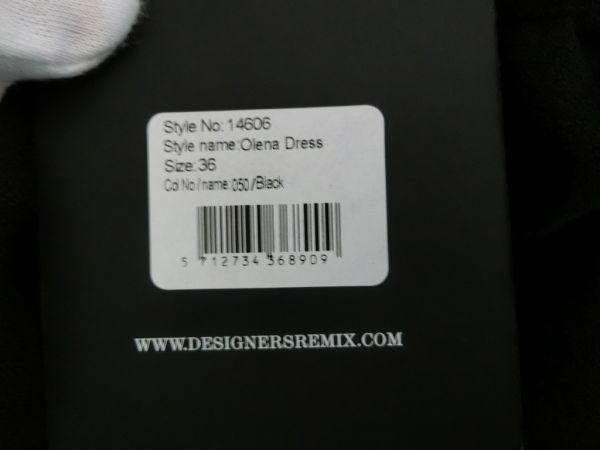 Style No: 14606
Style name:Olena Dress
Size:36
Col No/name:050/Black
5 712734 368909
WWW.DESIGNERSREMIX.COM